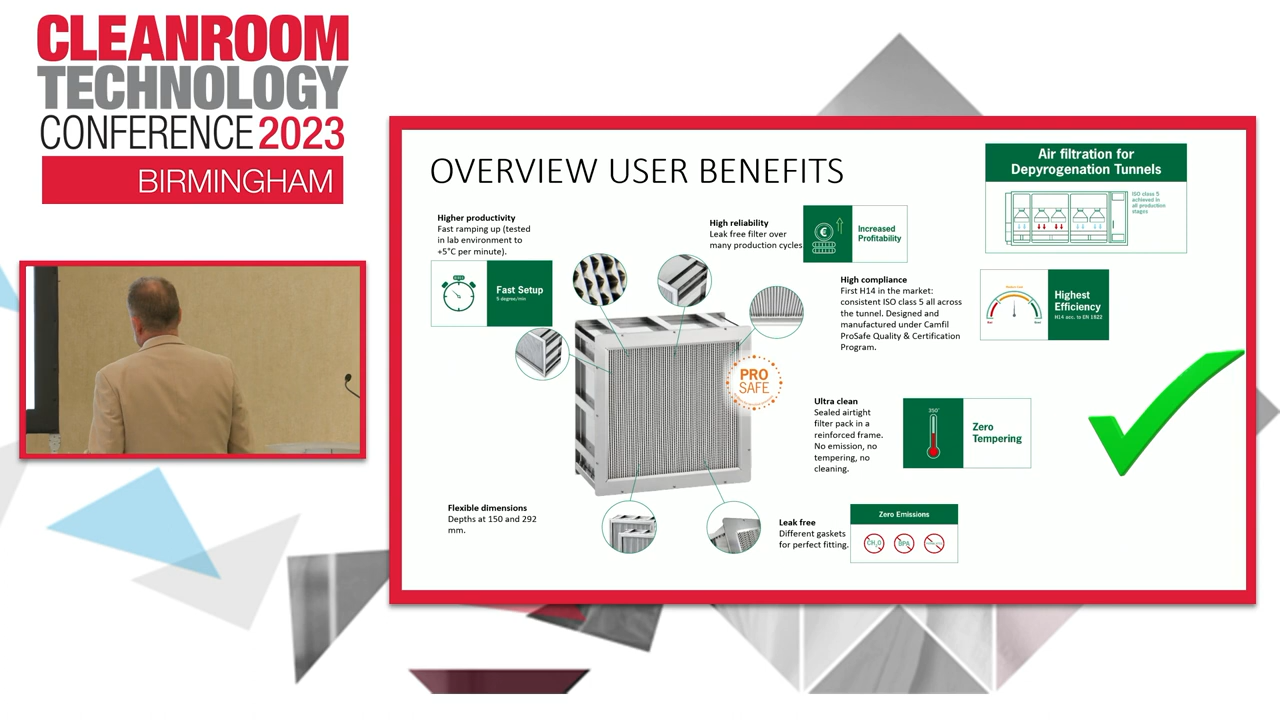 CLEANROOM
TECHNOLOGY
CONFERENCE 2023
BIRMINGHAM
OVERVIEW USER BENEFITS
Air filtration for
Depyrogenation Tunnels
ISO class 5
achieved in
all production
stages
Higher productivity
Fast ramping up (tested
in lab environment to
+5°C per minute).
Fast Setup
5 degree/min
High reliability
Leak free filter over
many production cycles
€
Increased
Profitability
High compliance
First H14 in the market:
consistent ISO class 5 all across
the tunnel. Designed and
manufactured under Camfil
ProSafe Quality & Certification
Program.
Highest
Efficiency
H14 acc. to EN 1822
PRO
SAFE
Ultra clean
Sealed airtight
filter pack in a
reinforced frame.
No emission, no
tempering, no
cleaning.
350°
Zero
Tempering
Flexible dimensions
Depths at 150 and 292
mm.
Leak free
Different gaskets
for perfect fitting.
Zero Emissions
CH₂O
BPA